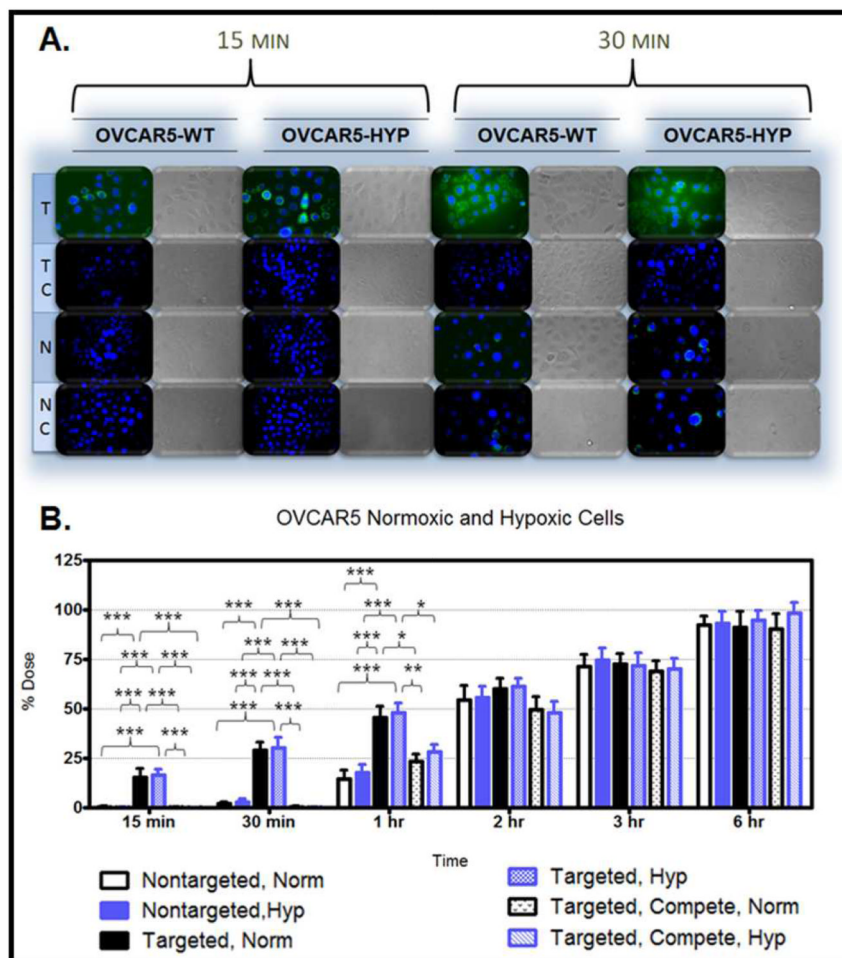 A.
15 MIN 30 MIN
OVCAR5-WT OVCAR5-HYP OVCAR5-WT OVCAR5-HYP
T
T
C
N
N
C
B.
OVCAR5 Normoxic and Hypoxic Cells
125
100
75
50
25
0
% Dose
***
*** *** *
*** *** *** *** *** *
*** *** *** *** *** **
*** *** *** ***
*** *** *** ***
15 min 30 min 1 hr 2 hr 3 hr 6 hr
Time
Nontargeted, Norm
Nontargeted,Hyp
Targeted, Norm
Targeted, Hyp
Targeted, Compete, Norm
Targeted, Compete, Hyp